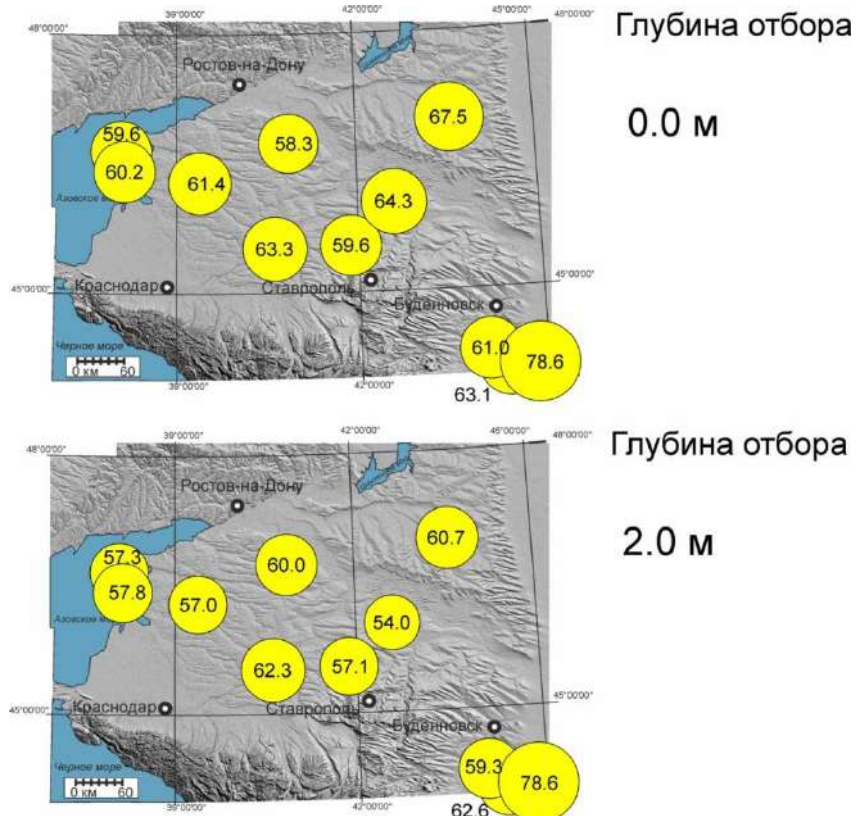 39°00'00"
42°00'00"
45°00'00"
48°00'00"
48°00'00"
Глубина отбора
Ростов-на-Дону
0.0 м
67.5
59.6
58.3
60.2
61.4
Азовское мо
64.3
63.3
59.6
45°00'00"
Краснодар
Ставрополь
45°00'00"
Буденновск
Черное море
61.0
78.6
0 км 60
63.1
39°00'00"
42°00'00"
39°00'00"
42°00'00"
45°00'00"
48°00'00"
48°00'00"
Глубина отбора
Ростов-на-Дону
2.0 м
60.7
57.3
60.0
57.8
57.0
Азовское мо
54.0
62.3
57.1
45°00'00"
Краснодар
Ставрополь
45°00'00"
Буденновск
Черное море
59.3
78.6
0 км 60
62.6
39°00'00"
42°00'00"